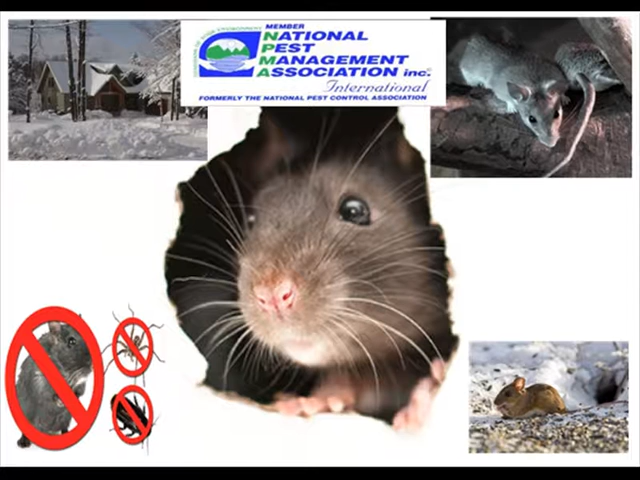 MEMBER
NATIONAL
PEST
MANAGEMENT
ASSOCIATION inc.
International
FORMERLY THE NATIONAL PEST CONTROL ASSOCIATION